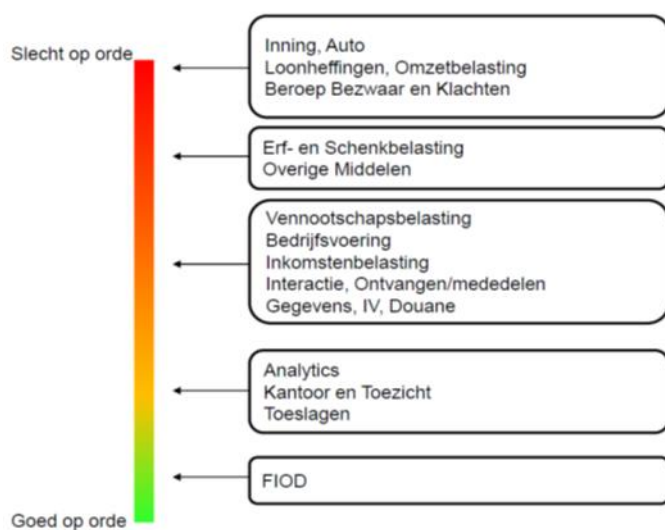 Slecht op orde
Inning, Auto
Loonheffingen, Omzetbelasting
Beroep Bezwaar en Klachten
Erf- en Schenkbelasting
Overige Middelen
Vennootschapsbelasting
Bedrijfsvoering
Inkomstenbelasting
Interactie, Ontvangen/mededelen
Gegevens, IV, Douane
Analytics
Kantoor en Toezicht
Toeslagen
FIOD
Goed op orde